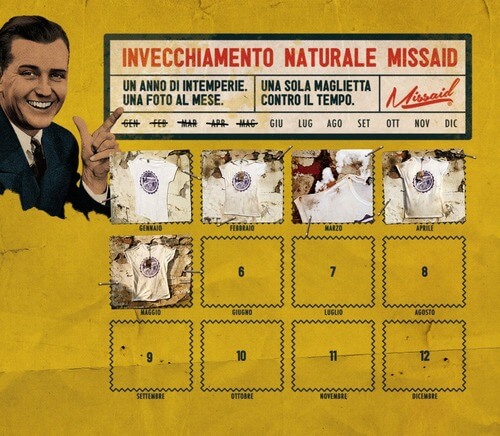 INVECCHIAMENTO NATURALE MISSAID
UN ANNO DI INTEMPERIE.
UNA FOTO AL MESE.
UNA SOLA MAGLIETTA
CONTRO IL TEMPO.
Missaid
GEN FEB MAR APR MAG GIU LUG AGO SET OTT NOV DIC
GENNAIO FEBBRAIO MARZO APRILE
6 7 8
MAGGIO GIUGNO LUGLIO AGOSTO
9 10 11 12
SETTEMBRE OTTOBRE NOVEMBRE DICEMBRE